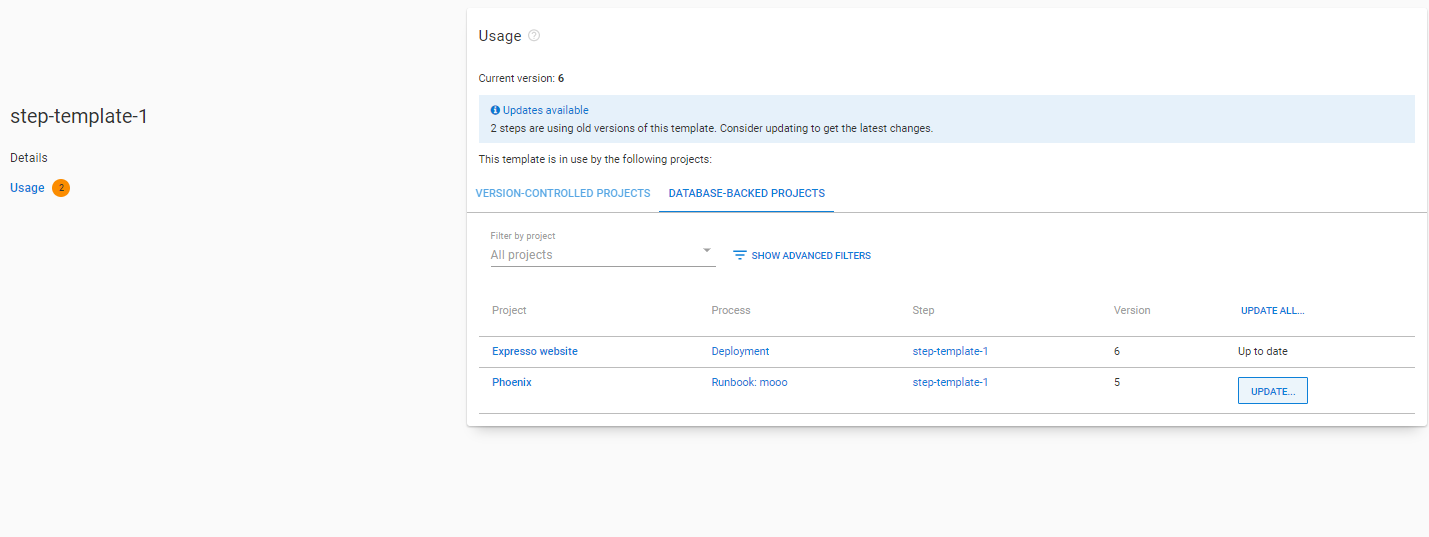 step-template-1
Details
Usage 2
Usage
Current version: 6
Updates available
2 steps are using old versions of this template. Consider updating to get the latest changes.
This template is in use by the following projects:
VERSION-CONTROLLED PROJECTS DATABASE-BACKED PROJECTS
Filter by project
All projects SHOW ADVANCED FILTERS
Project Process Step Version UPDATE ALL...
Expresso website Deployment step-template-1 6 Up to date
Phoenix Runbook: mooo step-template-1 5 UPDATE...